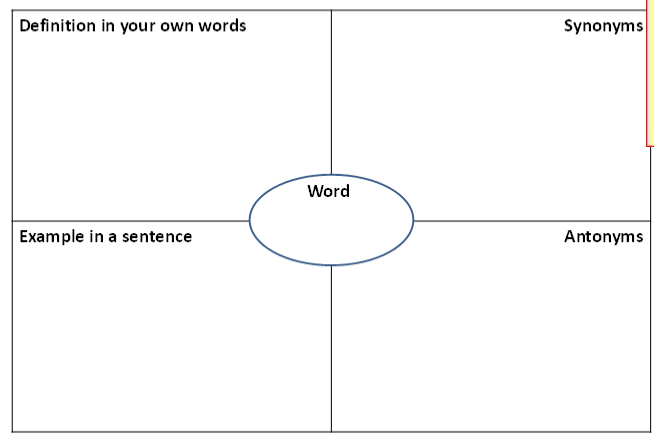 Definition in your own words
Synonyms
Word
Example in a sentence
Antonyms